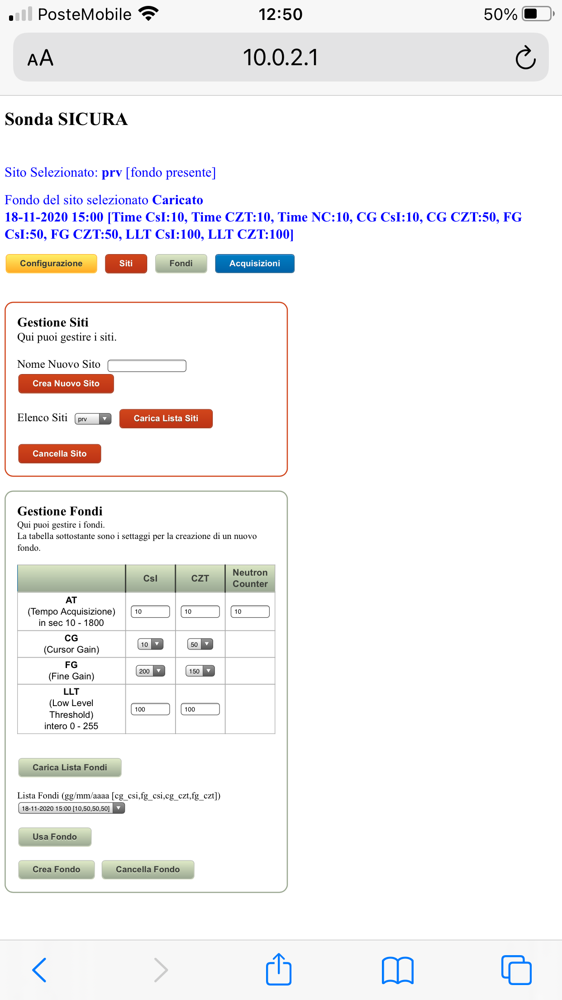 PosteMobile 12:50 50%
AA 10.0.2.1
Sonda SICURA
Sito Selezionato: prv [fondo presente]
Fondo del sito selezionato Caricato
18-11-2020 15:00 [Time CsI:10, Time CZT:10, Time NC:10, CG CsI:10, CG CZT:50, FG
CsI:50, FG CZT:50, LLT CsI:100, LLT CZT:100]
Configurazione Siti Fondi Acquisizioni
Gestione Siti
Qui puoi gestire i siti.
Nome Nuovo Sito
Crea Nuovo Sito
Elenco Siti prv Carica Lista Siti
Cancella Sito
Gestione Fondi
Qui puoi gestire i fondi.
La tabella sottostante sono i settaggi per la creazione di un nuovo
fondo.
CsI CZT Neutron
Counter
AT
(Tempo Acquisizione) 10 10 10
in sec 10 - 1800
CG
(Cursor Gain) 10 50
FG
(Fine Gain) 200 150
LLT
(Low Level
Threshold) 100 100
intero 0 - 255
Carica Lista Fondi
Lista Fondi (gg/mm/aaaa [cg_csi,fg_csi,cg_czt,fg_czt])
18-11-2020 15:00 [10,50,50,50]
Usa Fondo
Crea Fondo Cancella Fondo